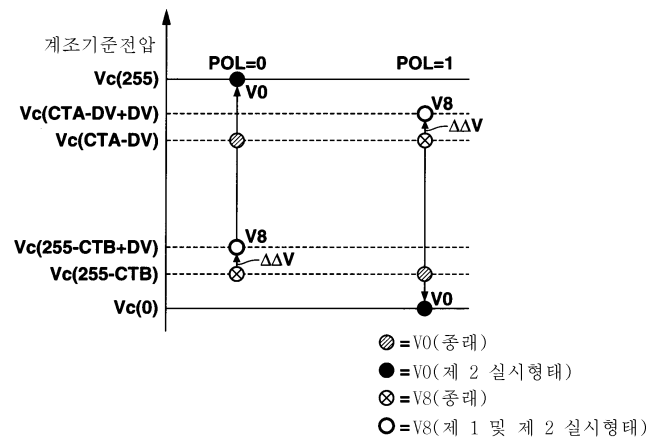 계조기준전압
POL=0
POL=1
Vc(255)
V0
Vc(CTA-DV+DV)
V8
ΔΔV
Vc(CTA-DV)
Vc(255-CTB+DV)
V8
ΔΔV
Vc(255-CTB)
Vc(0)
V0
=V0(종래)
=V0(제 2 실시형태)
=V8(종래)
=V8(제 1 및 제 2 실시형태)